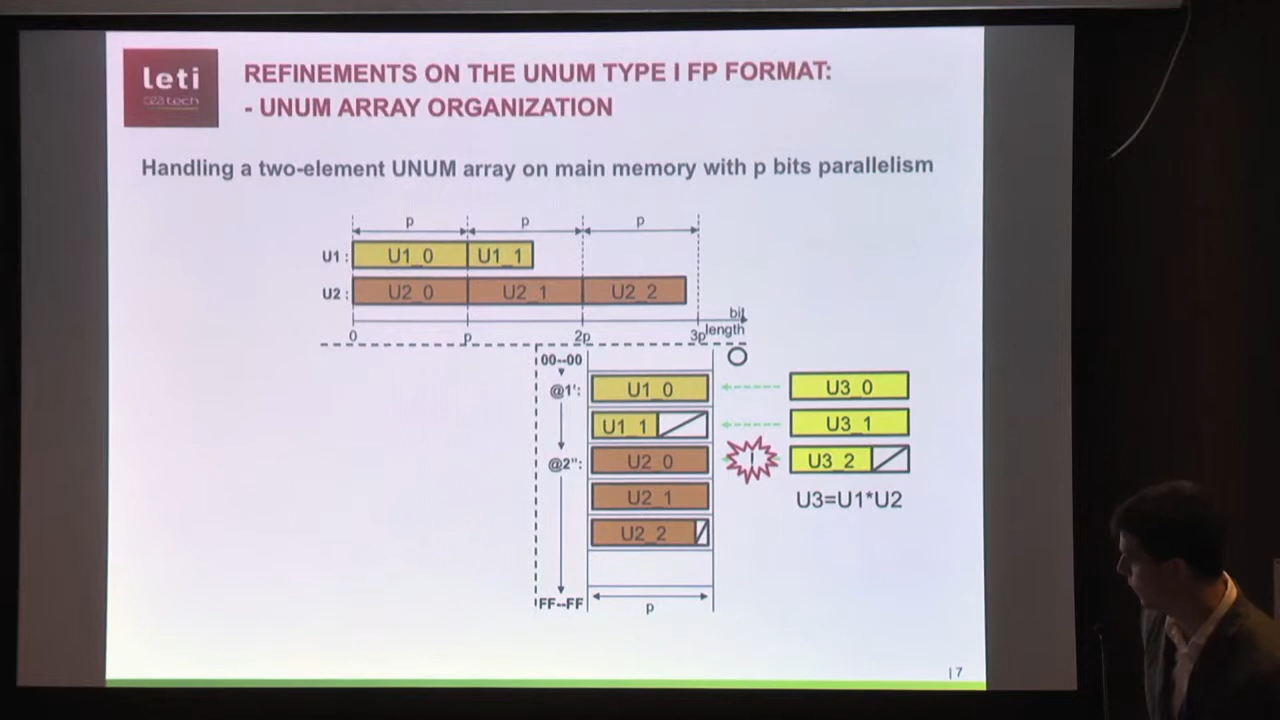 leti
ceatech
REFINEMENTS ON THE UNUM TYPE I FP FORMAT:
- UNUM ARRAY ORGANIZATION
Handling a two-element UNUM array on main memory with p bits parallelism
p p p
U1 : U1_0 U1_1
U2 : U2_0 U2_1 U2_2
bit
length
0 p 2p 3p
00--00
@1': U1_0 U3_0
U1_1 U3_1
@2'': U2_0 ! U3_2
U2_1 U3=U1*U2
U2_2
FF--FF
p
| 7